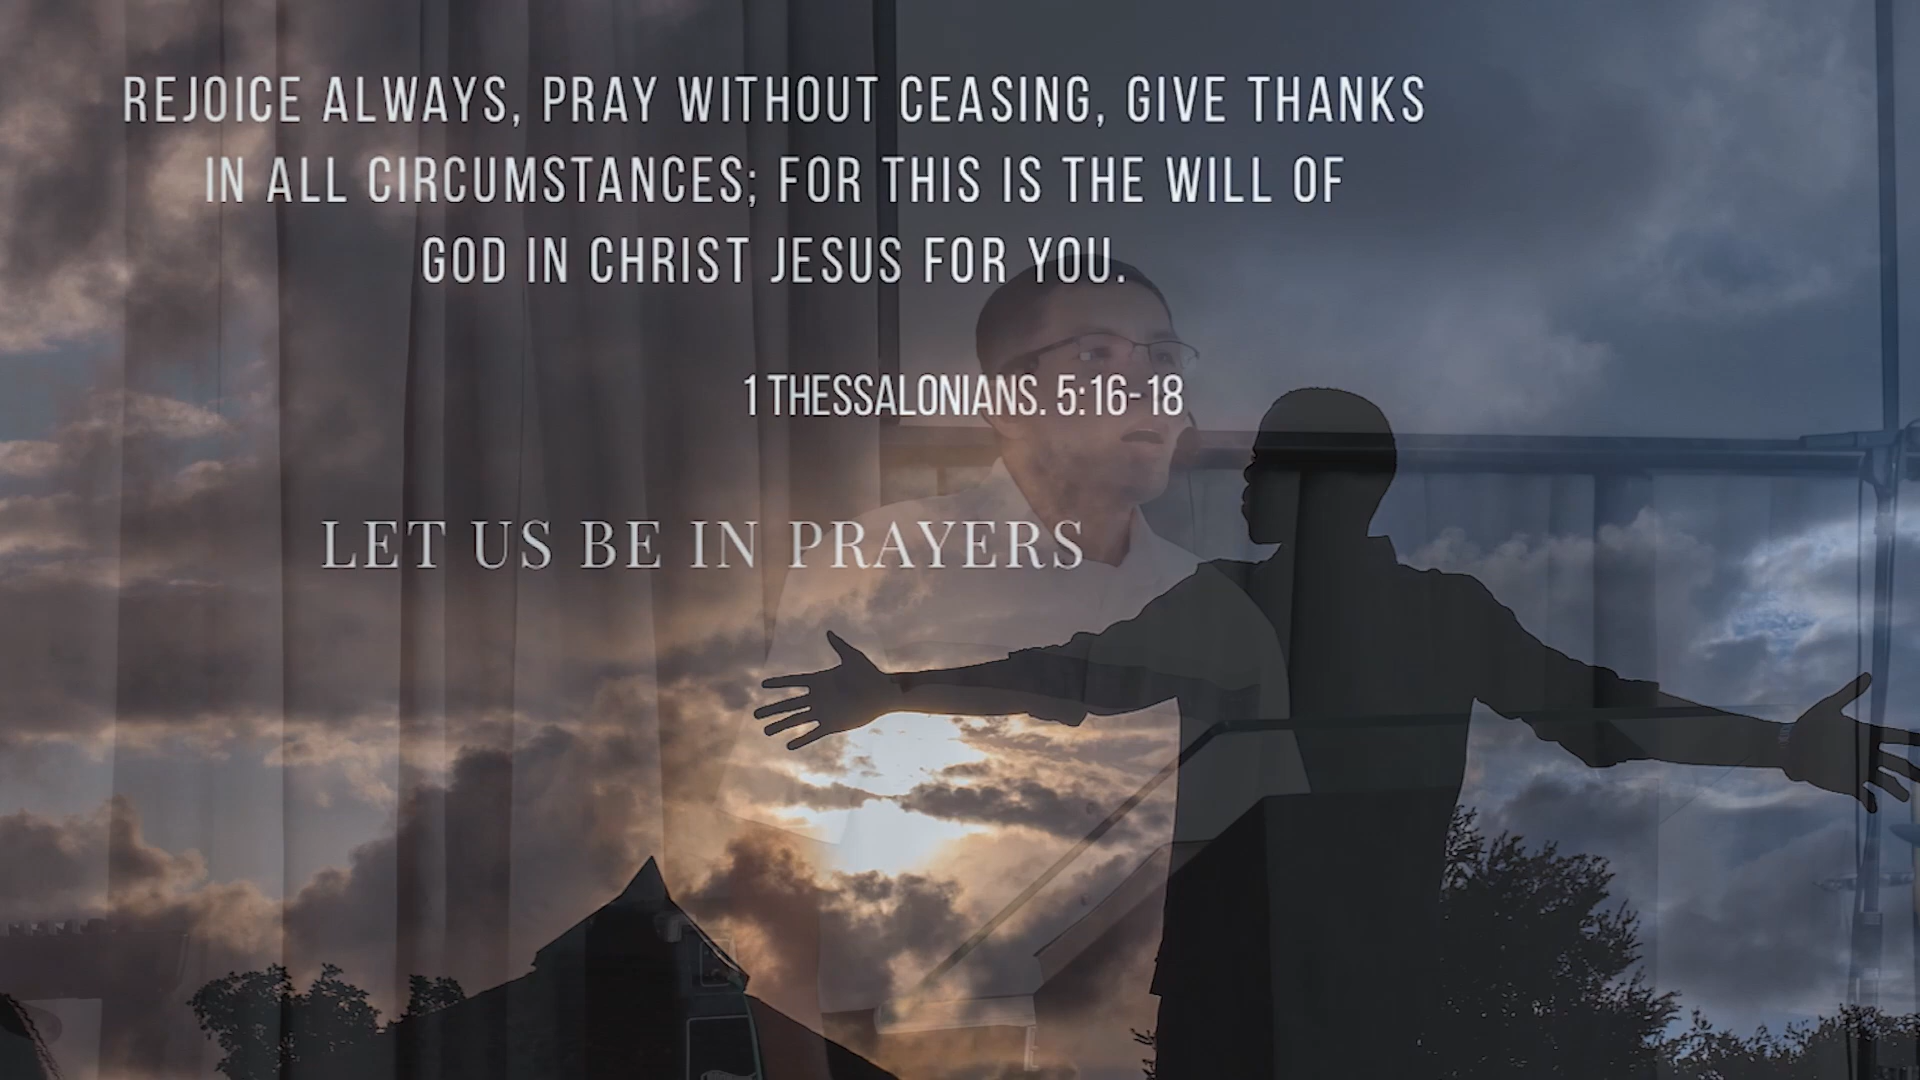 REJOICE ALWAYS, PRAY WITHOUT CEASING, GIVE THANKS
IN ALL CIRCUMSTANCES; FOR THIS IS THE WILL OF
GOD IN CHRIST JESUS FOR YOU.
1 THESSALONIANS. 5:16-18
LET US BE IN PRAYERS